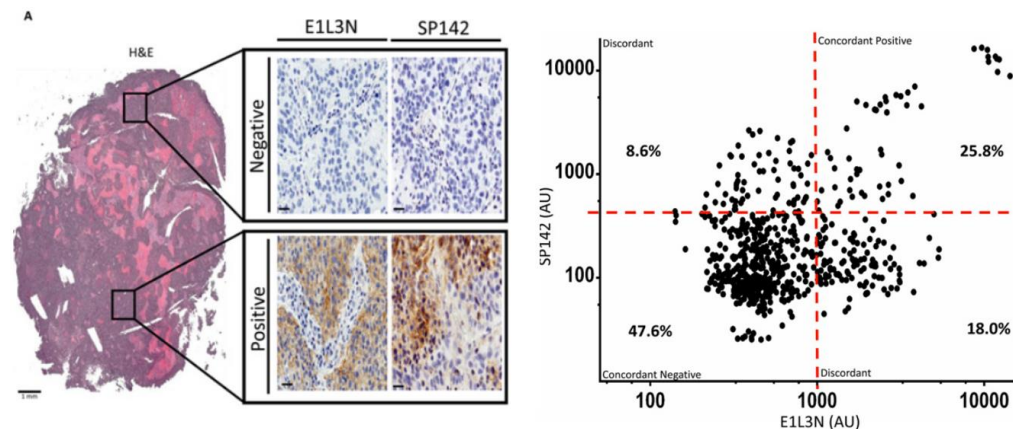 A
H&E
E1L3N
SP142
Negative
Positive
1 mm
Discordant
Concordant Positive
10000
1000
100
SP142 (AU)
8.6%
25.8%
47.6%
18.0%
Concordant Negative
Discordant
100
1000
10000
E1L3N (AU)